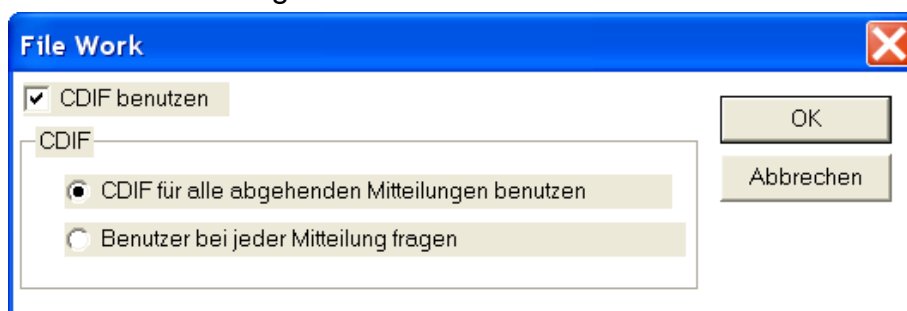 File Work
CDIF benutzen
OK
CDIF
Abbrechen
CDIF für alle abgehenden Mitteilungen benutzen
Benutzer bei jeder Mitteilung fragen